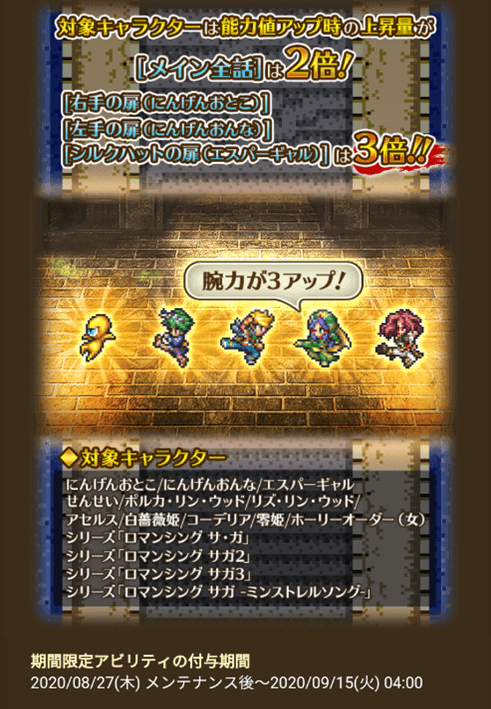 対象キャラクターは能力値アップ時の上昇量が
[メイン全話]は2倍!
[右手の扉(にんげんおとこ)]
[左手の扉(にんげんおんな)]
[シルクハットの扉(エスパーギャル)]は3倍!!
腕力が3アップ!
◆対象キャラクター
にんげんおとこ/にんげんおんな/エスパーギャル
せんせい/ポルカ・リン・ウッド/リズ・リン・ウッド/
アセルス/白薔薇姫/コーデリア/零姫/ホーリーオーダー(女)
シリーズ「ロマンシング サ・ガ」
シリーズ「ロマンシング サガ2」
シリーズ「ロマンシング サガ3」
シリーズ「ロマンシング サガ -ミンストレルソング-」
期間限定アビリティの付与期間
2020/08/27(木) メンテナンス後～2020/09/15(火) 04:00